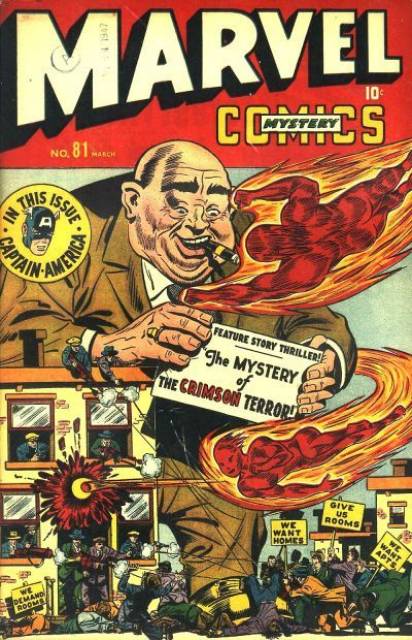 MARVEL
10¢
MYSTERY
COMICS
NO. 81 MARCH
IN THIS ISSUE
A
CAPTAIN-AMERICA
FEATURE STORY THRILLER!
"The MYSTERY
of
THE CRIMSON TERROR!
GIVE
US
ROOMS
WE
WANT
HOMES
WE
WANT
APTS.
WE
DEMAND
ROOMS